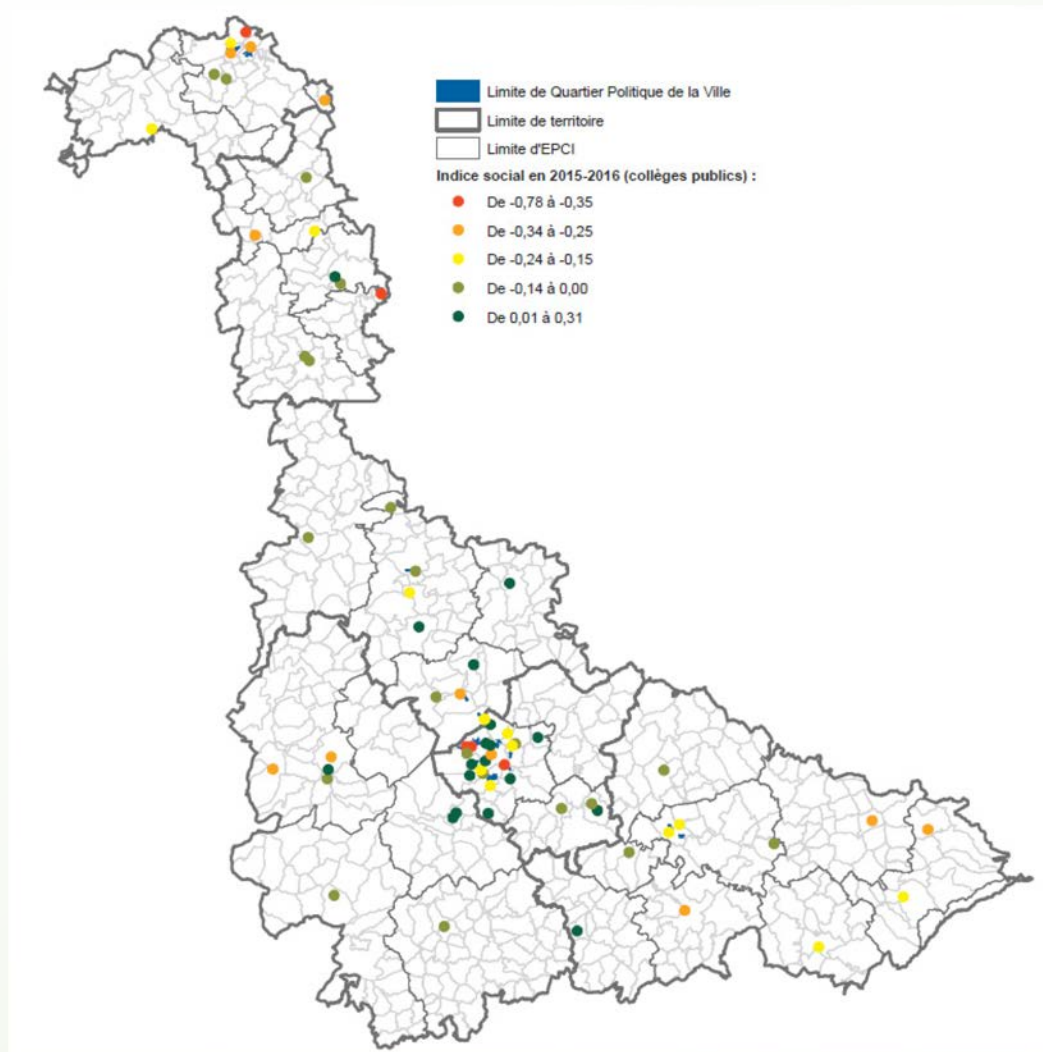 Limite de Quartier Politique de la Ville
Limite de territoire
Limite d'EPCI
Indice social en 2015-2016 (collèges publics) :
De -0,78 à -0,35
De -0,34 à -0,25
De -0,24 à -0,15
De -0,14 à 0,00
De 0,01 à 0,31